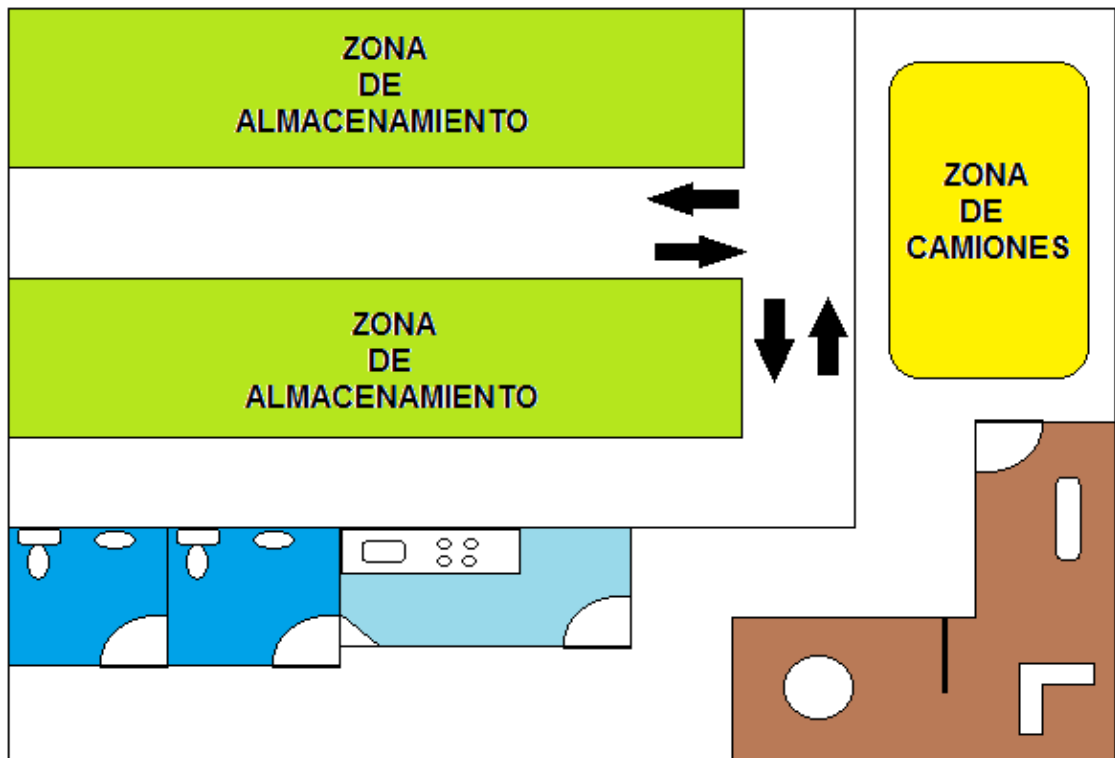 ZONA
DE
ALMACENAMIENTO
ZONA
DE
CAMIONES
ZONA
DE
ALMACENAMIENTO